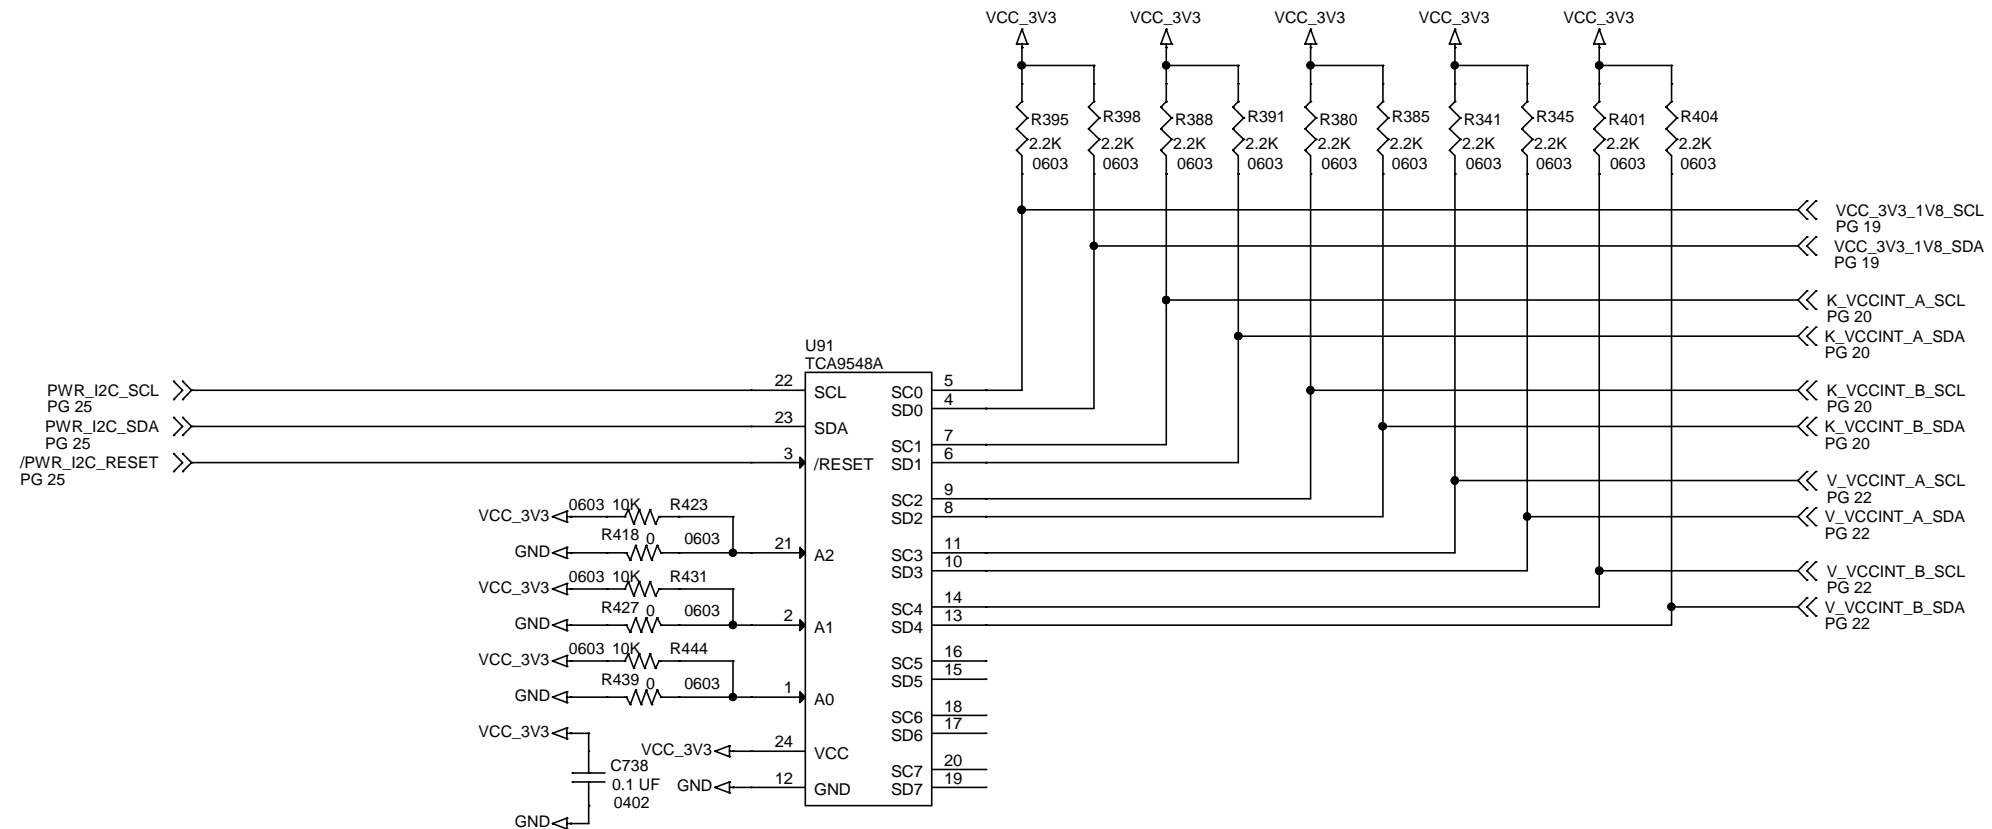 VCC_3V3 VCC_3V3 VCC_3V3 VCC_3V3 VCC_3V3
R395 R398 R388 R391 R380 R385 R341 R345 R401 R404
2.2K 2.2K 2.2K 2.2K 2.2K 2.2K 2.2K 2.2K 2.2K 2.2K
0603 0603 0603 0603 0603 0603 0603 0603 0603 0603
VCC_3V3_1V8_SCL
PG 19
VCC_3V3_1V8_SDA
PG 19
K_VCCINT_A_SCL
PG 20
K_VCCINT_A_SDA
PG 20
K_VCCINT_B_SCL
PG 20
K_VCCINT_B_SDA
PG 20
V_VCCINT_A_SCL
PG 22
V_VCCINT_A_SDA
PG 22
V_VCCINT_B_SCL
PG 22
V_VCCINT_B_SDA
PG 22
U91
TCA9548A
PWR_I2C_SCL 22 SCL
PG 25
PWR_I2C_SDA 23 SDA
PG 25
/PWR_I2C_RESET 3 /RESET
PG 25
0603 10K R423
VCC_3V3
R418 0 0603
GND 21 A2
0603 10K R431
VCC_3V3
R427 0 0603
GND 2 A1
0603 10K R444
VCC_3V3
R439 0 0603
GND 1 A0
VCC_3V3
C738
0.1 UF
0402
GND
VCC_3V3 24 VCC
GND 12 GND
SC0 5
SD0 4
SC1 7
SD1 6
SC2 9
SD2 8
SC3 11
SD3 10
SC4 14
SD4 13
SC5 16
SD5 15
SC6 18
SD6 17
SC7 20
SD7 19